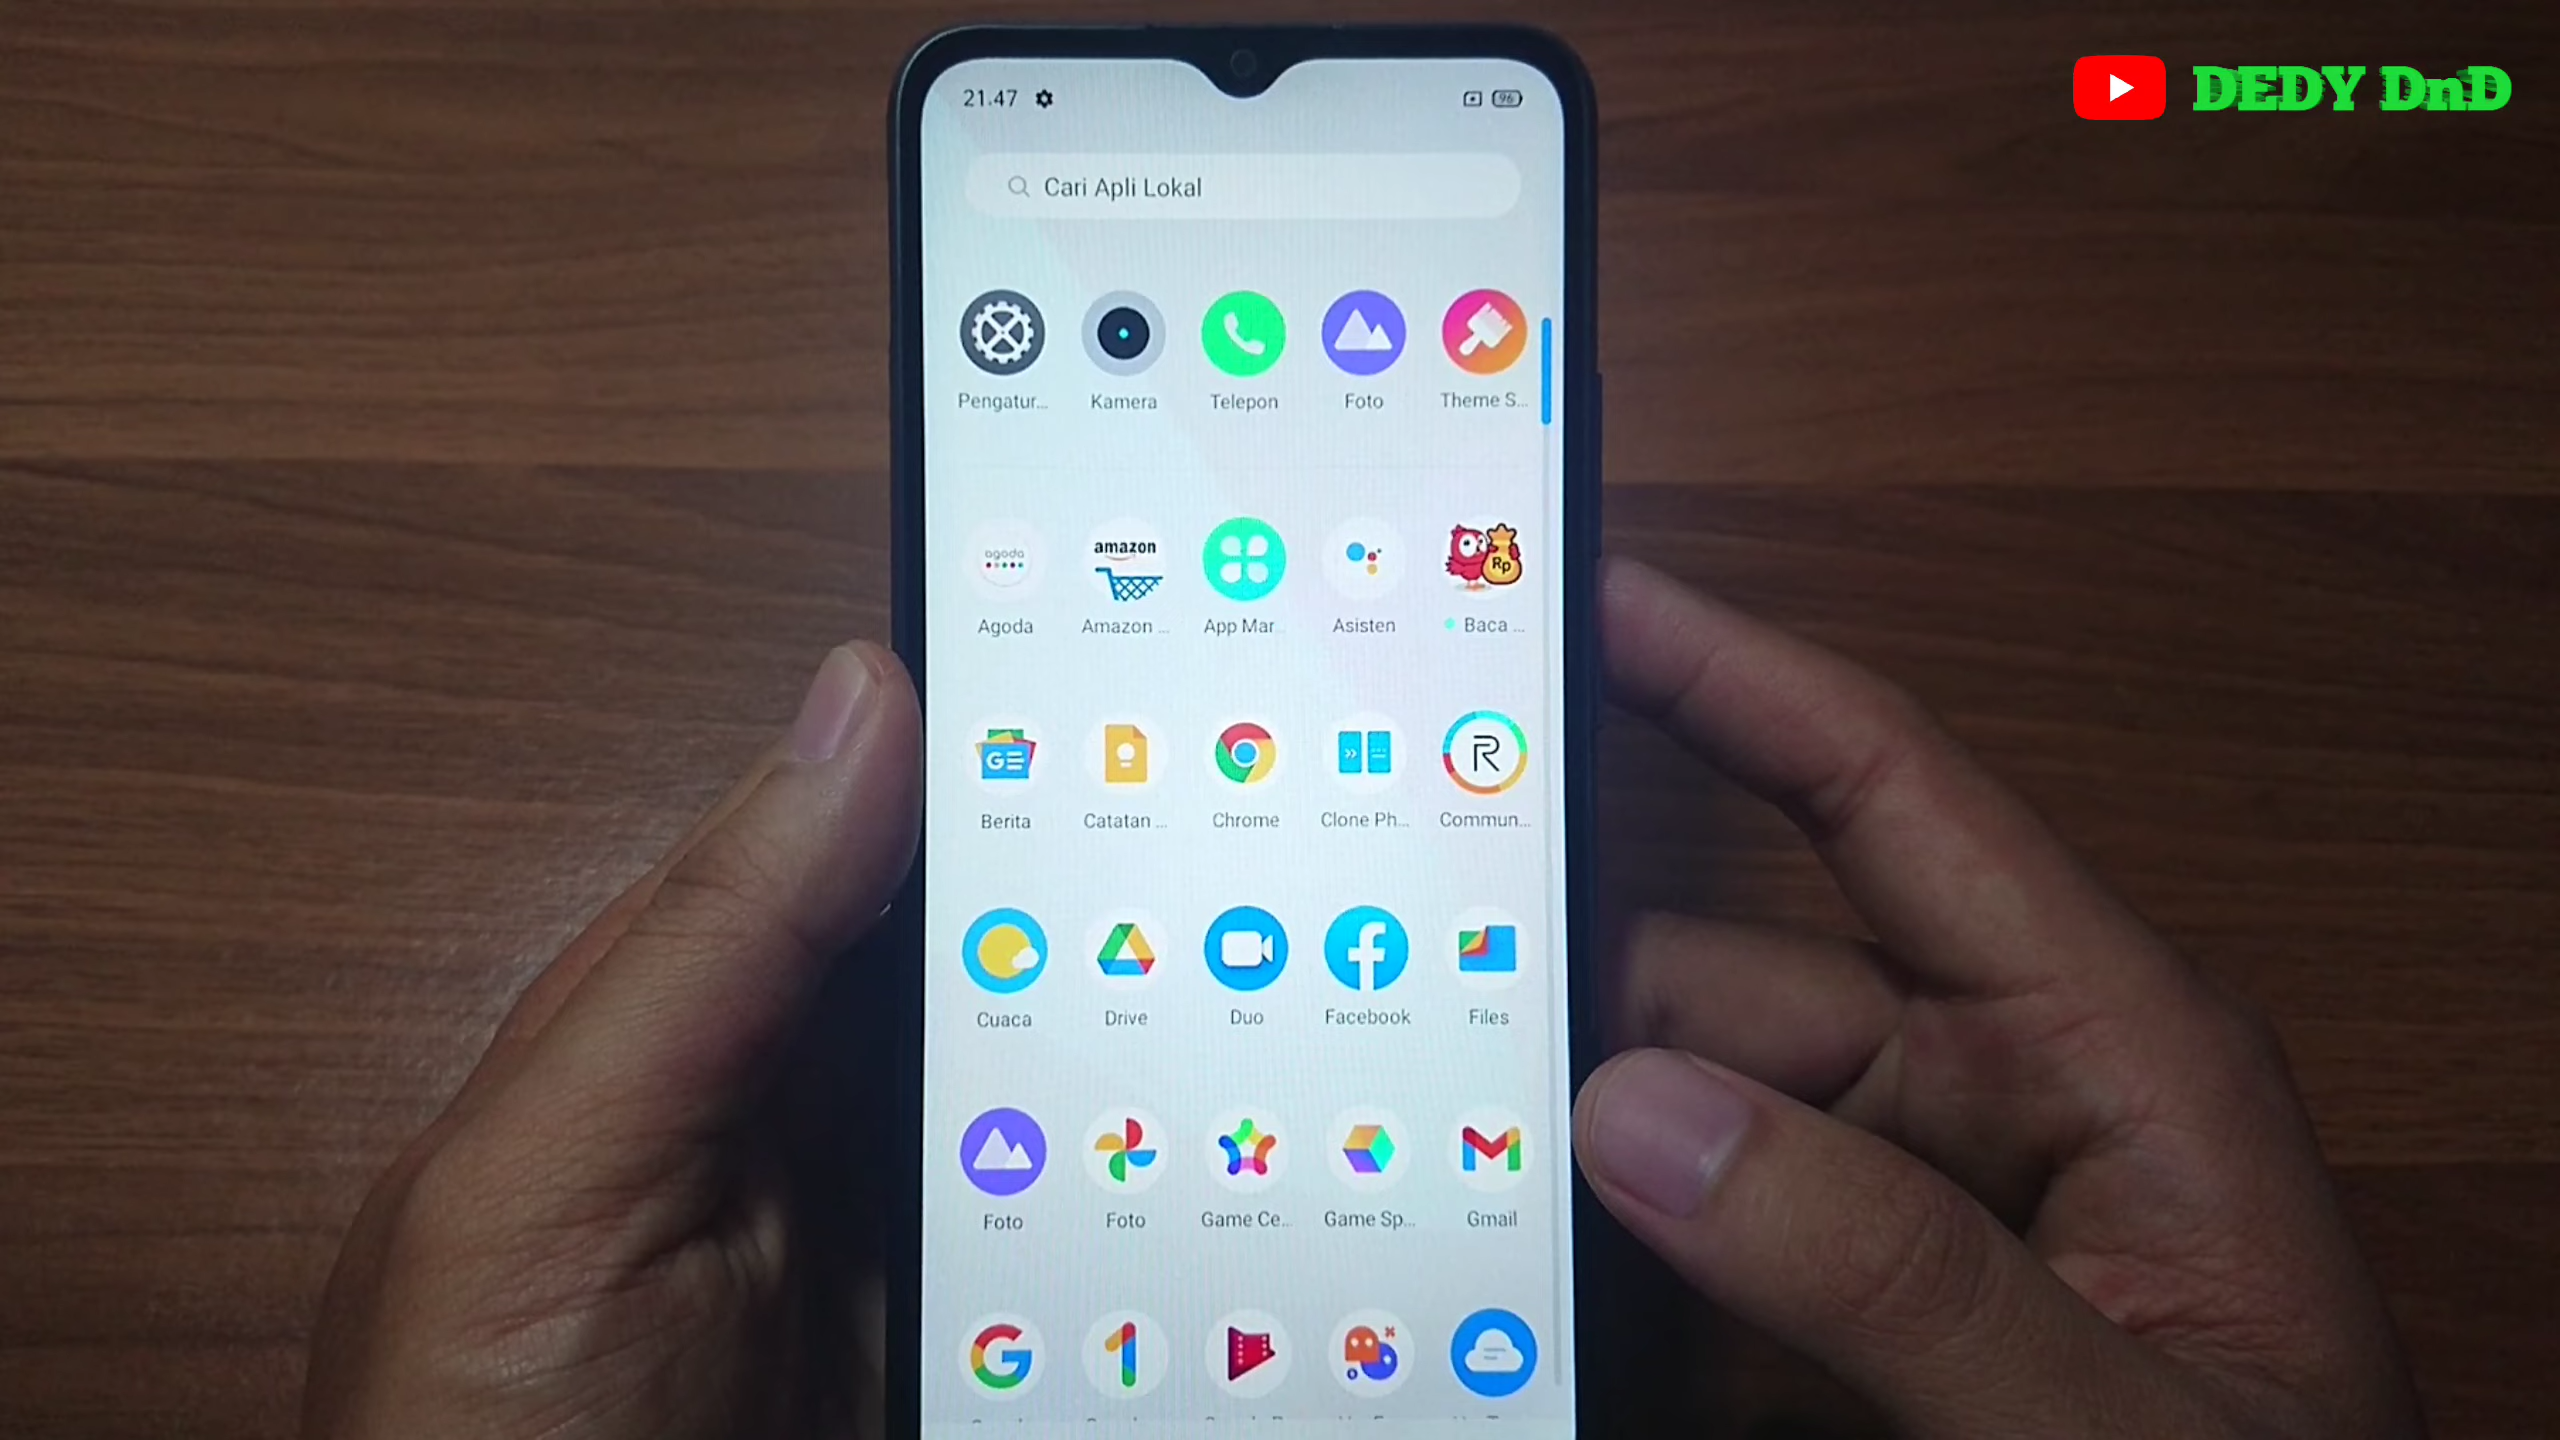 DEDY DnD
21.47
96
Cari Apli Lokal
Pengatur... Kamera Telepon Foto Theme S...
agoda amazon Rp
Agoda Amazon ... App Mar... Asisten Baca ...
GE R
Berita Catatan ... Chrome Clone Ph... Commun...
Cuaca Drive Duo Facebook Files
Foto Foto Game Ce... Game Sp... Gmail